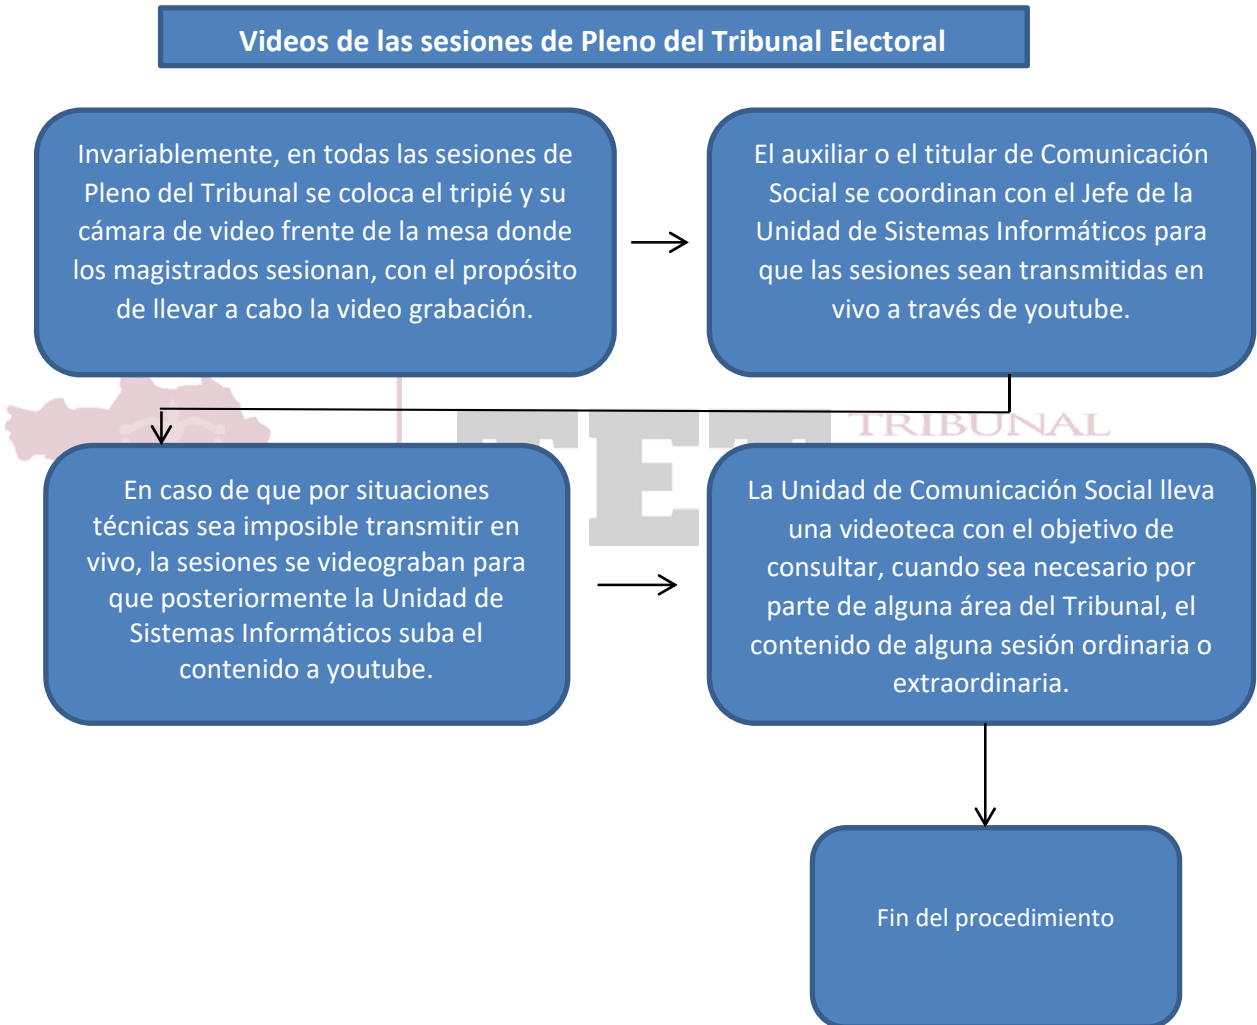 Videos de las sesiones de Pleno del Tribunal Electoral
Invariablemente, en todas las sesiones de
Pleno del Tribunal se coloca el tripié y su
cámara de video frente de la mesa donde
los magistrados sesionan, con el propósito
de llevar a cabo la video grabación.
El auxiliar o el titular de Comunicación
Social se coordinan con el Jefe de la
Unidad de Sistemas Informáticos para
que las sesiones sean transmitidas en
vivo a través de youtube.
TET
TRIBUNAL
En caso de que por situaciones
técnicas sea imposible transmitir en
vivo, la sesiones se videograban para
que posteriormente la Unidad de
Sistemas Informáticos suba el
contenido a youtube.
La Unidad de Comunicación Social lleva
una videoteca con el objetivo de
consultar, cuando sea necesario por
parte de alguna área del Tribunal, el
contenido de alguna sesión ordinaria o
extraordinaria.
Fin del procedimiento